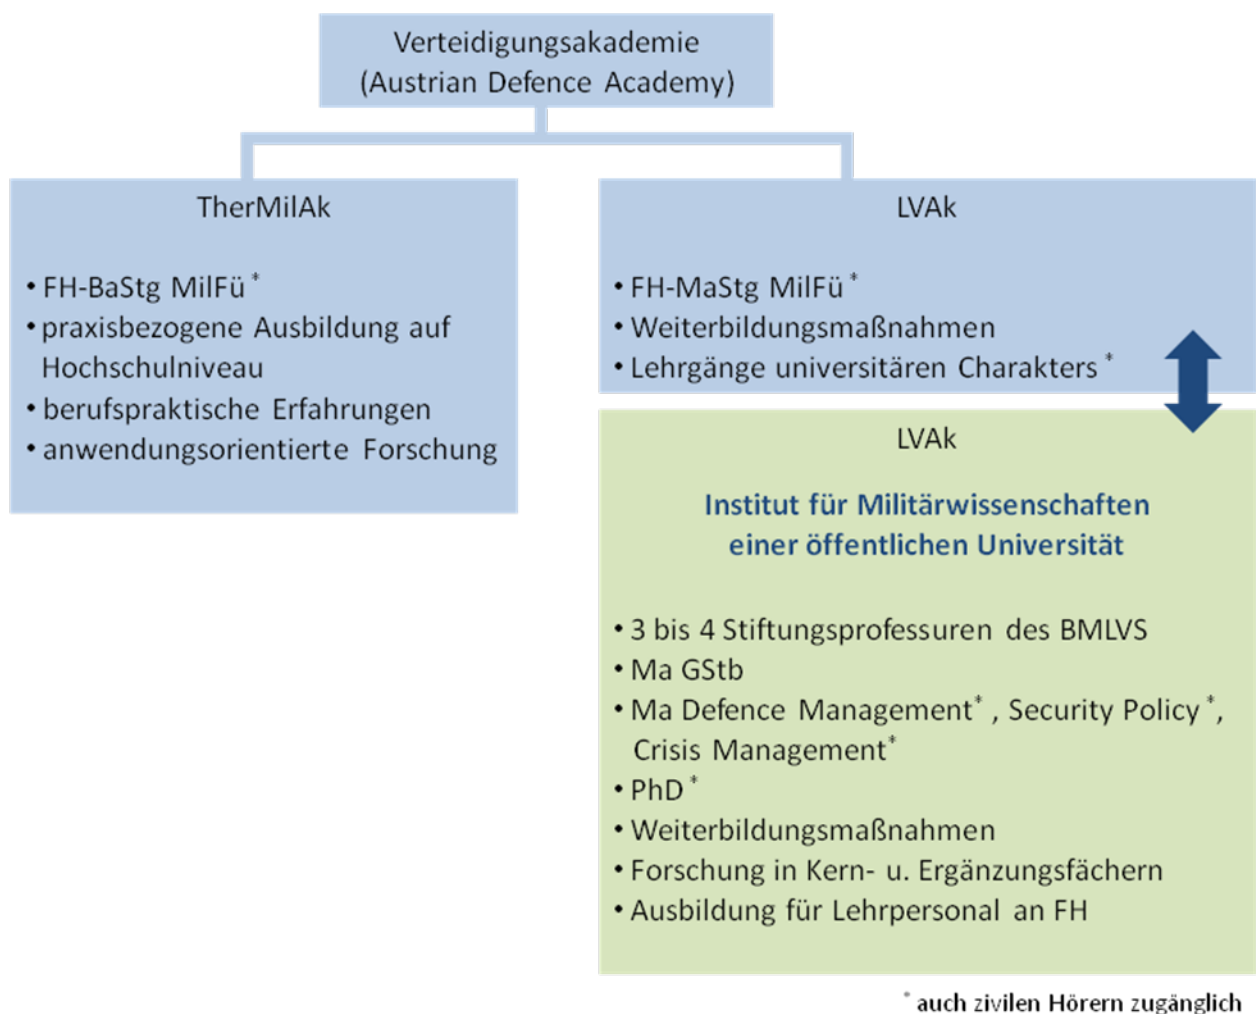 Verteidigungsakademie
(Austrian Defence Academy)
TherMilAk
• FH-BaStg MilFü *
• praxisbezogene Ausbildung auf
Hochschulniveau
• berufspraktische Erfahrungen
• anwendungsorientierte Forschung
LVAk
• FH-MaStg MilFü *
• Weiterbildungsmaßnahmen
• Lehrgänge universitären Charakters *
LVAk
Institut für Militärwissenschaften
einer öffentlichen Universität
• 3 bis 4 Stiftungsprofessuren des BMLVS
• Ma GStb
• Ma Defence Management* , Security Policy *,
Crisis Management*
• PhD *
• Weiterbildungsmaßnahmen
• Forschung in Kern- u. Ergänzungsfächern
• Ausbildung für Lehrpersonal an FH
* auch zivilen Hörern zugänglich